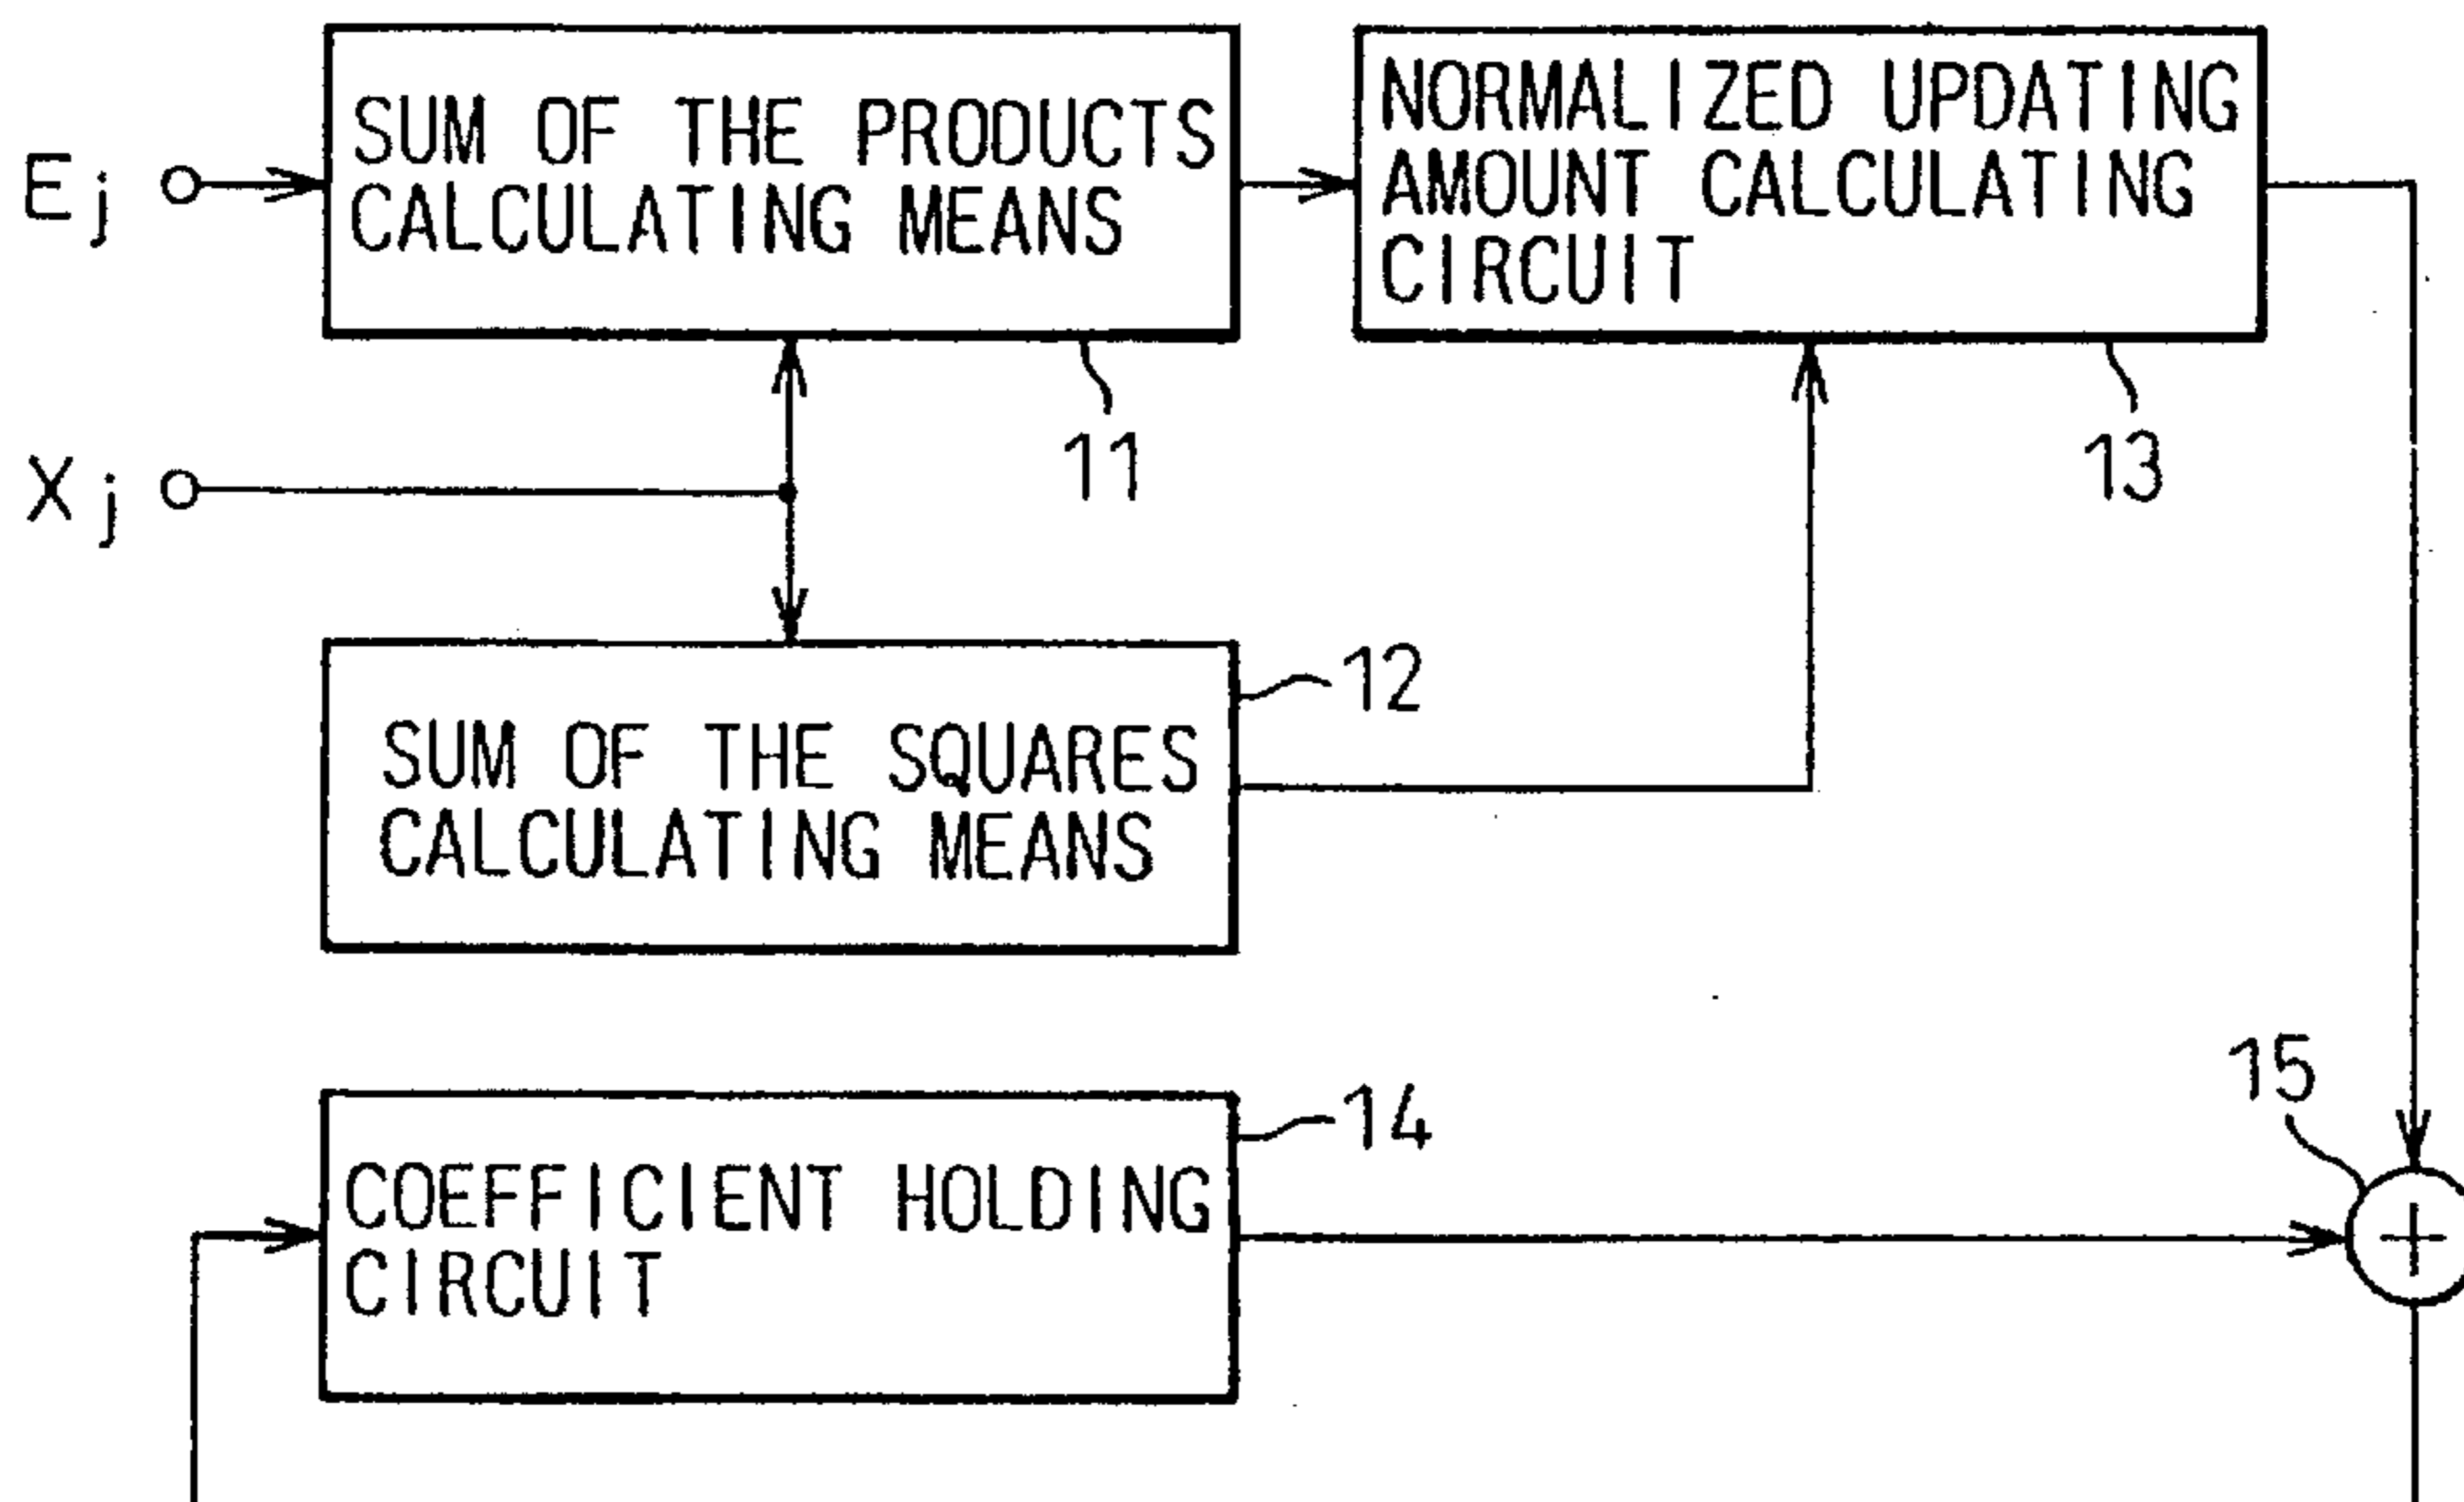 SUM OF THE PRODUCTS
CALCULATING MEANS
NORMALIZED UPDATING
AMOUNT CALCULATING
CIRCUIT
Ej
11
13
Xj
12
SUM OF THE SQUARES
CALCULATING MEANS
15
14
COEFFICIENT HOLDING
CIRCUIT
+